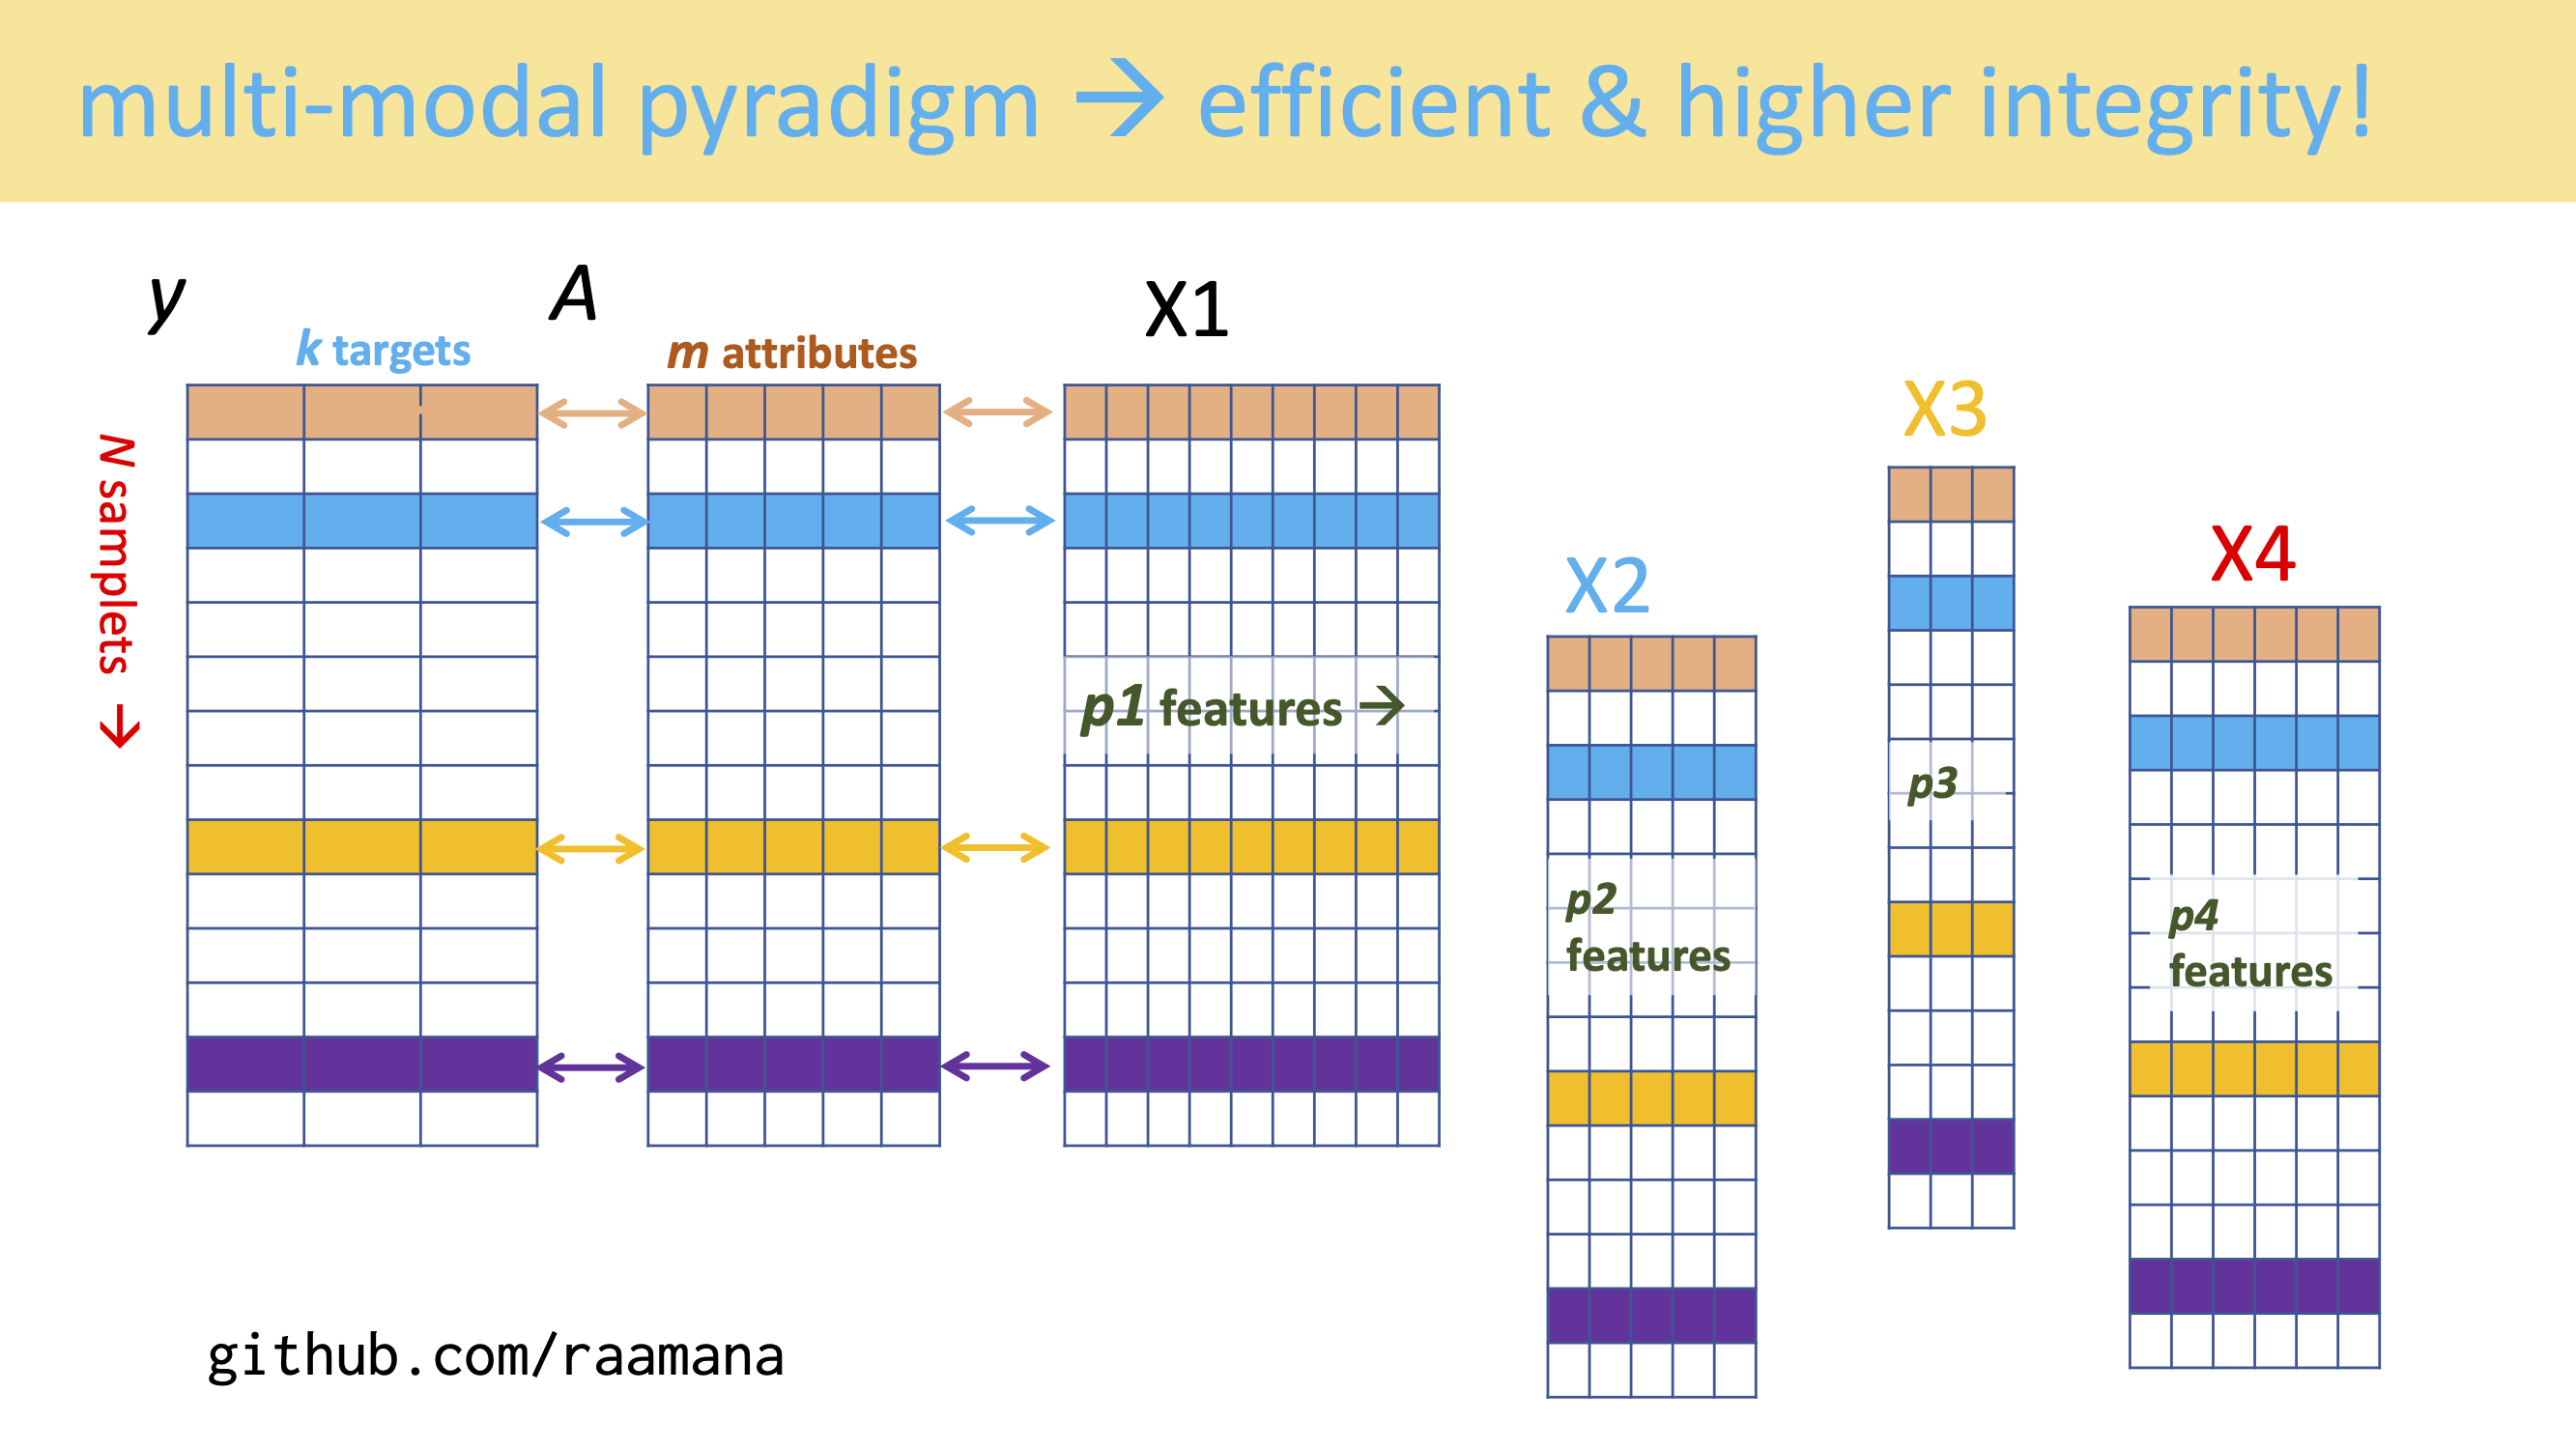 multi-modal pyradigm → efficient & higher integrity!
y
k targets
A
m attributes
X1
N samplets →
p1 features →
X2
p2
features
X3
p3
X4
p4
features
github.com/raamana